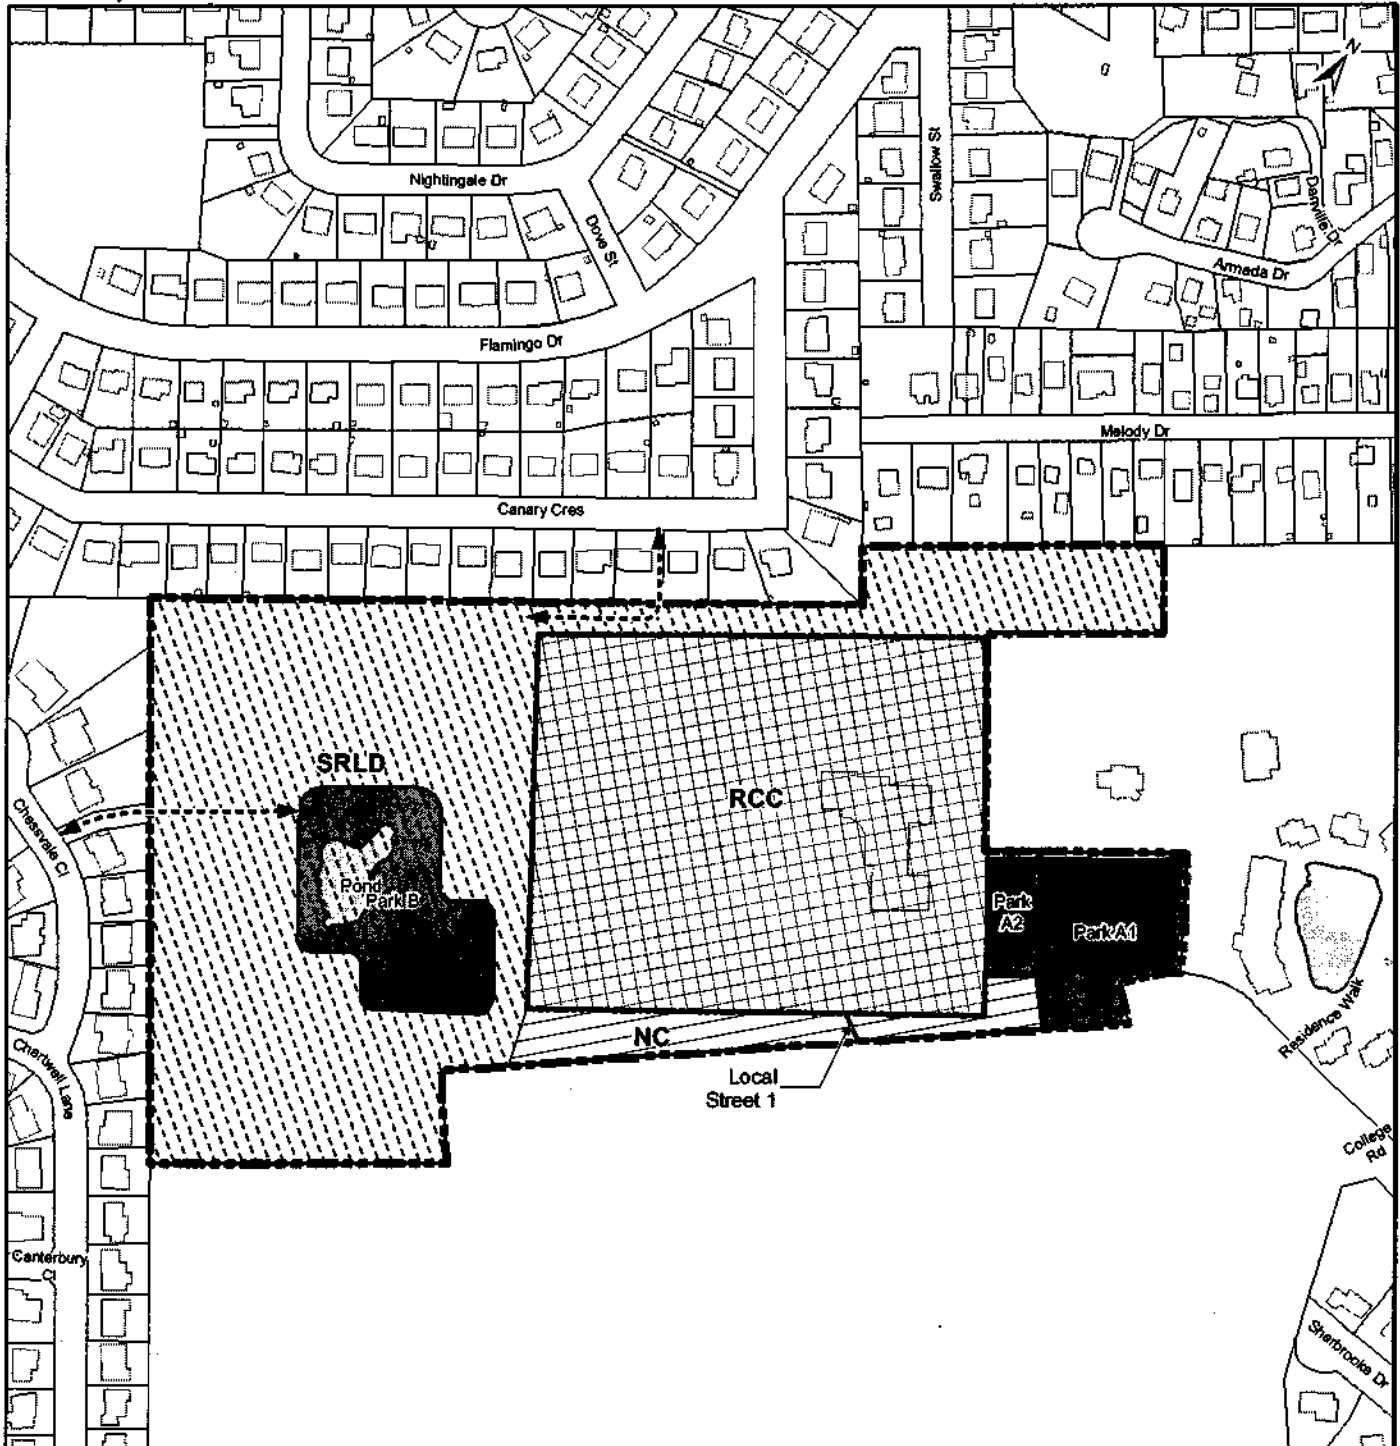 N
Swallow St
Nightingale Dr
Danville Dr
Dove St
Armada Dr
Flamingo Dr
Melody Dr
Canary Cres
SRLD
RCC
Chessvale Ct
Pond
Park B
Park
A2
Park A1
NC
Residence Walk
Chartwell Lane
Local
Street 1
College
Rd
Canterbury
Ct
Sherbrooke Dr